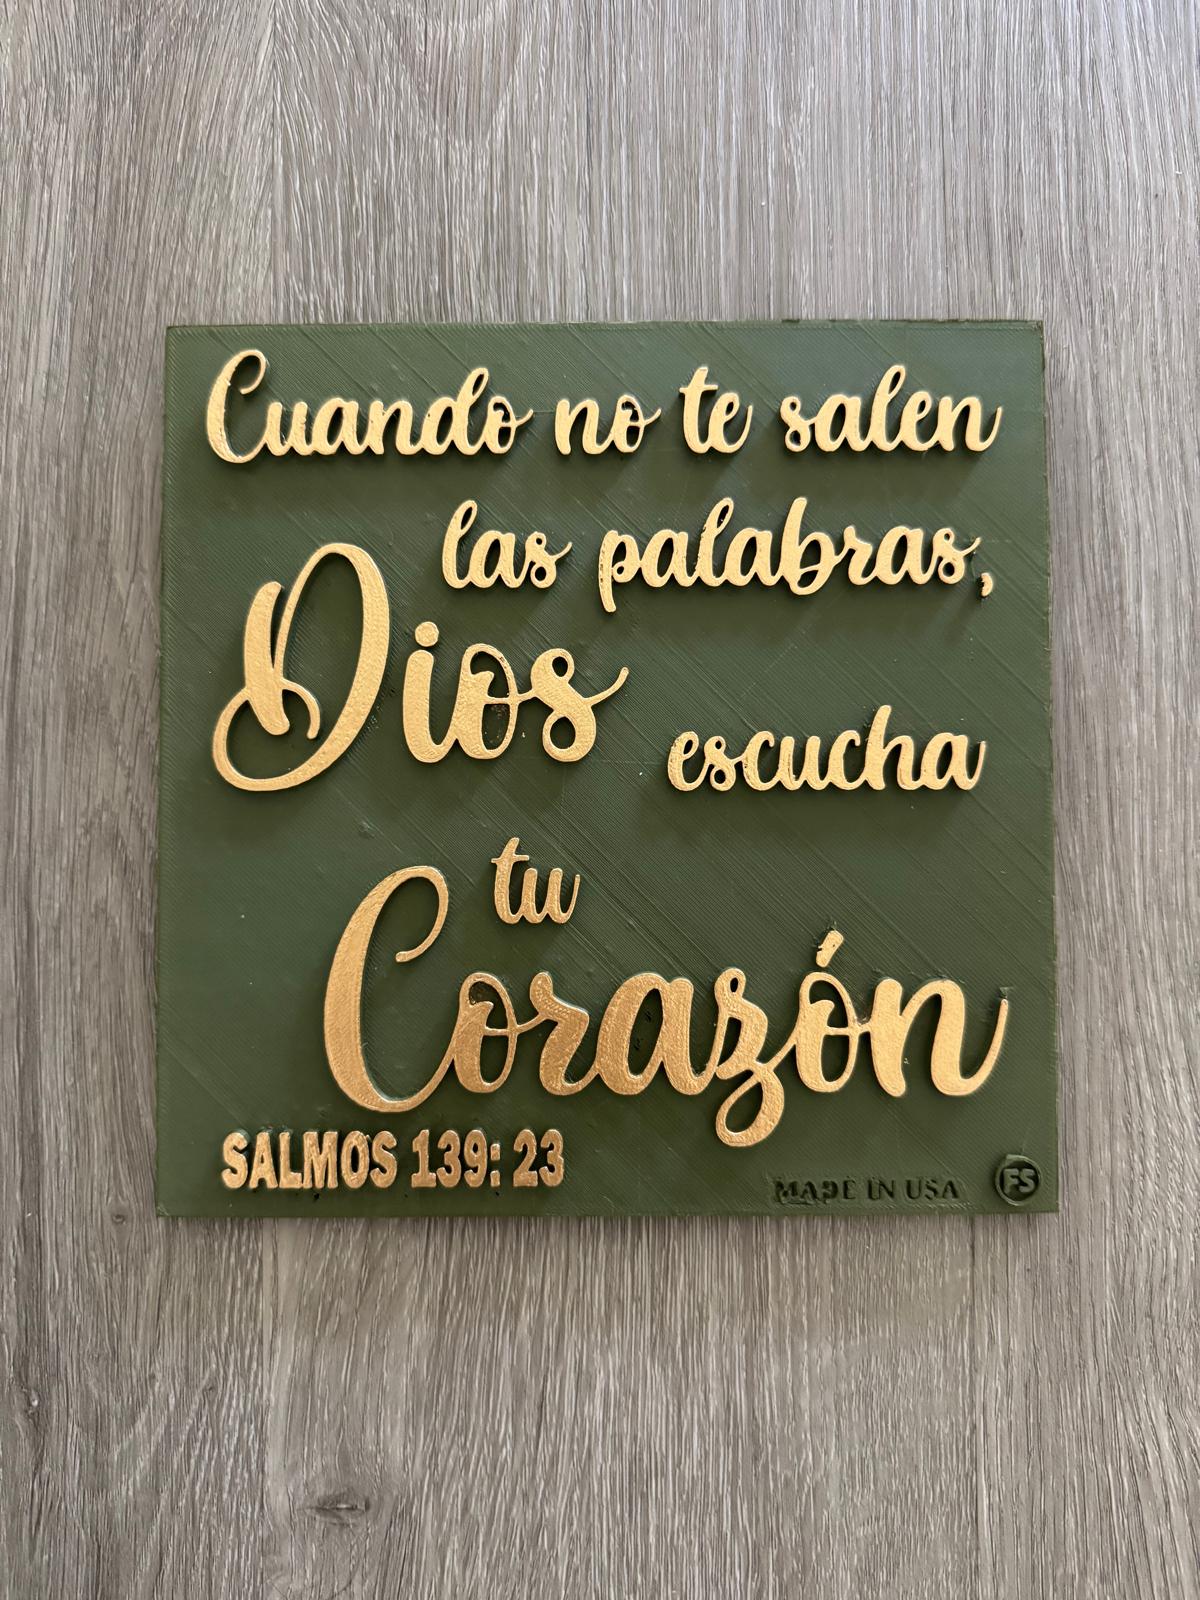 Cuando no te salen
las palabras,
Dios escucha
tu
Corazón
SALMOS 139: 23
MADE IN USA FS